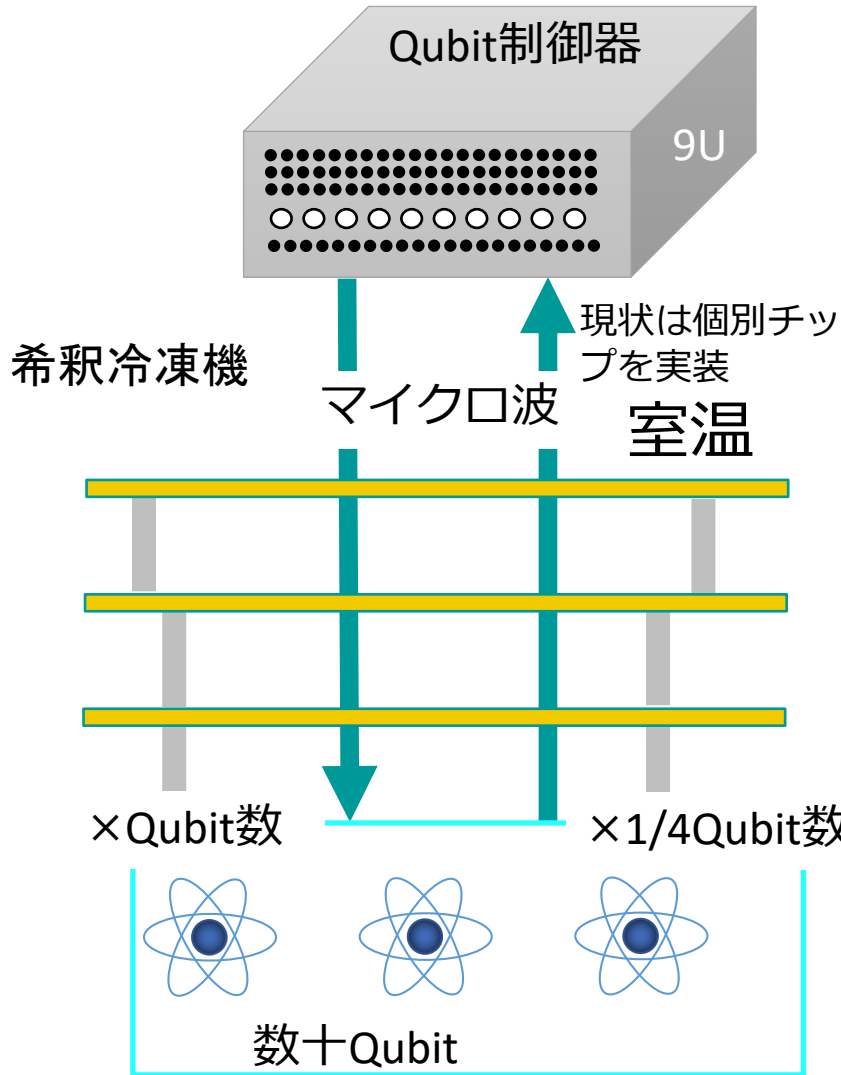 Qubit制御器
9U
現状は個別チッ
プを実装
希釈冷凍機
マイクロ波
室温
×Qubit数
×1/4Qubit数
数十Qubit